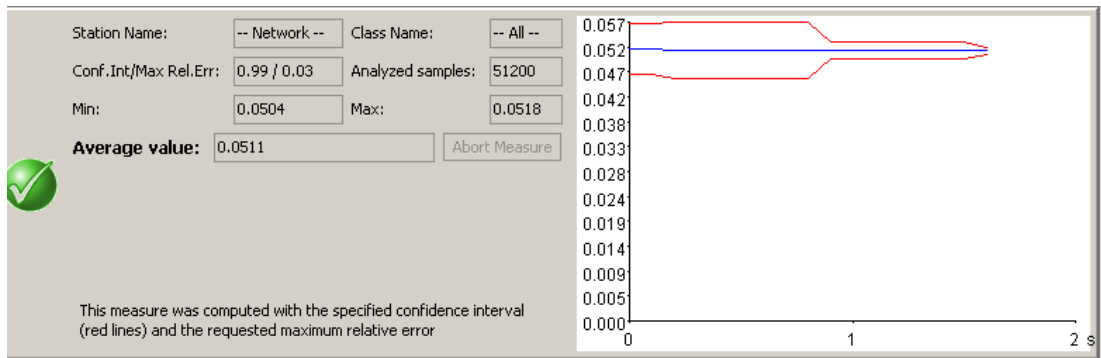 Station Name: -- Network -- Class Name: -- All --
Conf.Int/Max Rel.Err: 0.99 / 0.03 Analyzed samples: 51200
Min: 0.0504 Max: 0.0518
Average value: 0.0511 Abort Measure
This measure was computed with the specified confidence interval
(red lines) and the requested maximum relative error
0.057
0.052
0.047
0.042
0.038
0.033
0.028
0.024
0.019
0.014
0.009
0.005
0.000
0 1 2 s